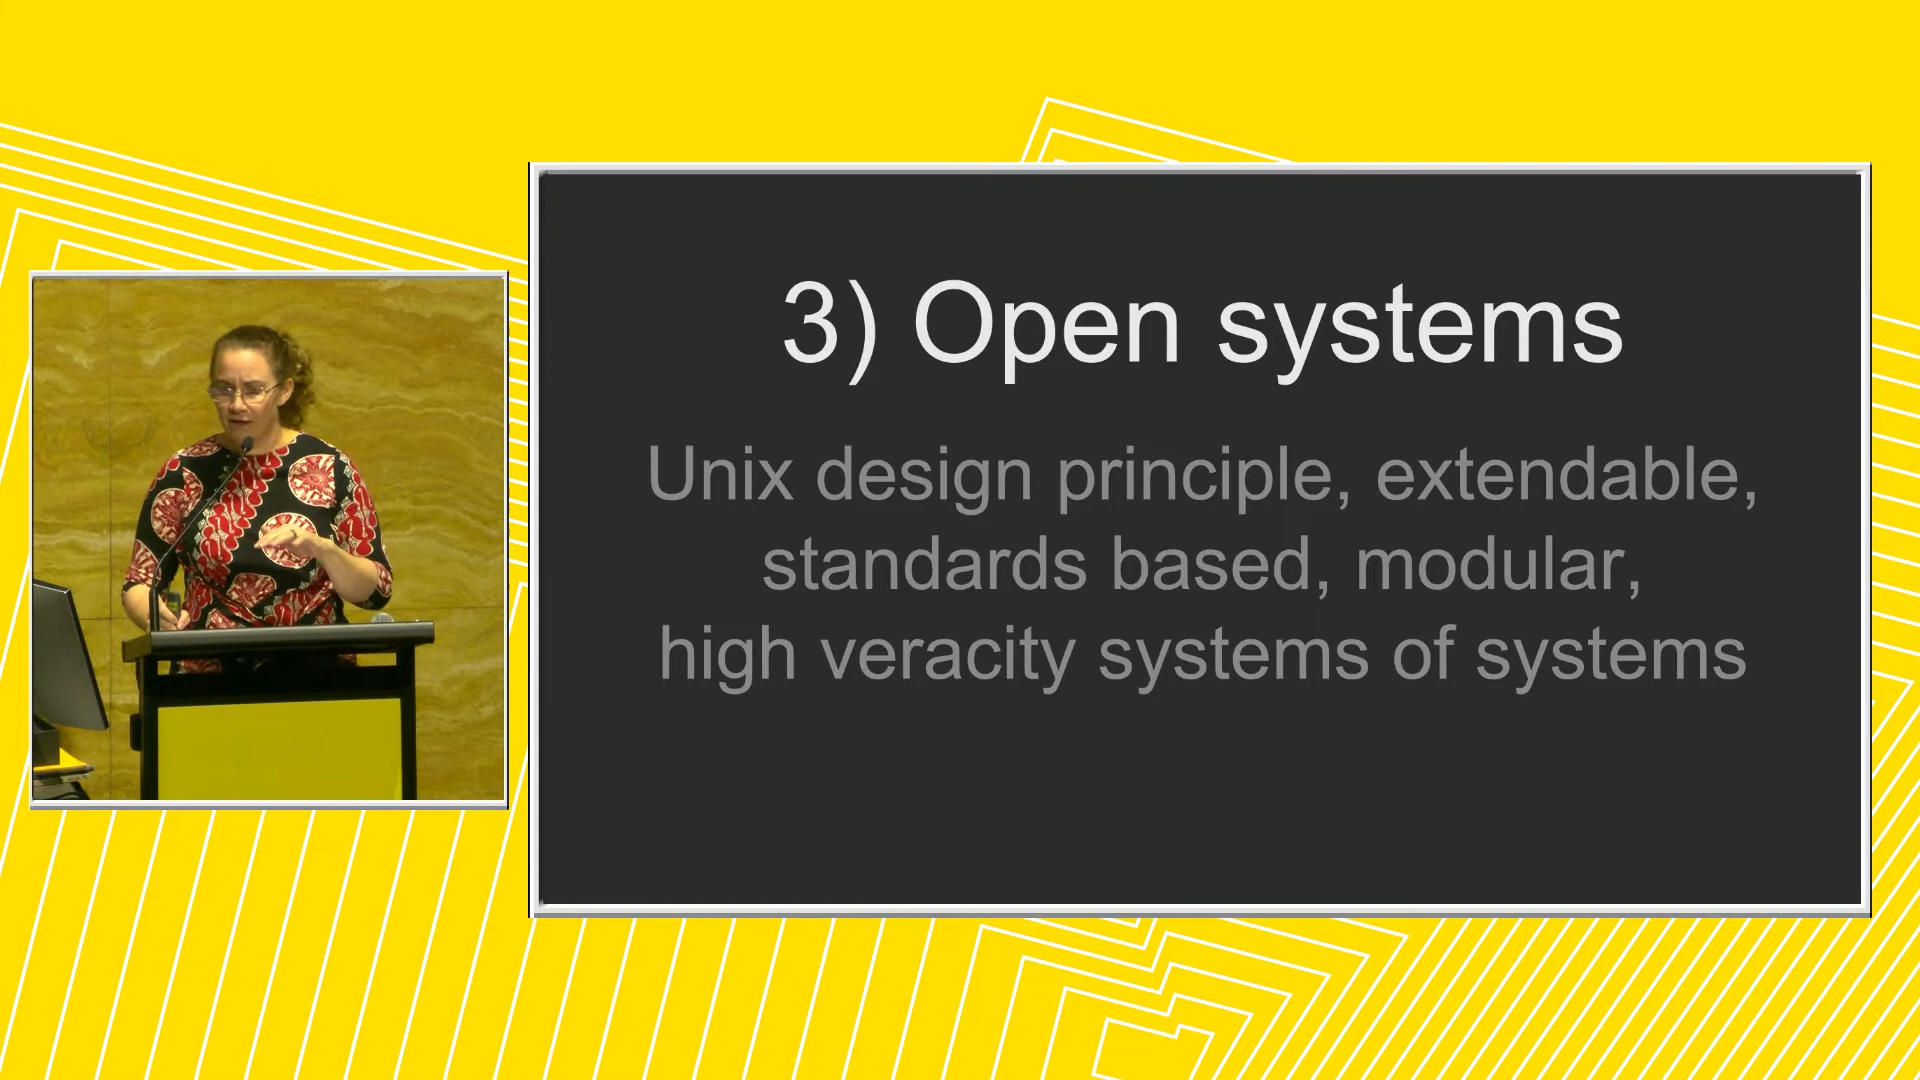 3) Open systems
Unix design principle, extendable,
standards based, modular,
high veracity systems of systems